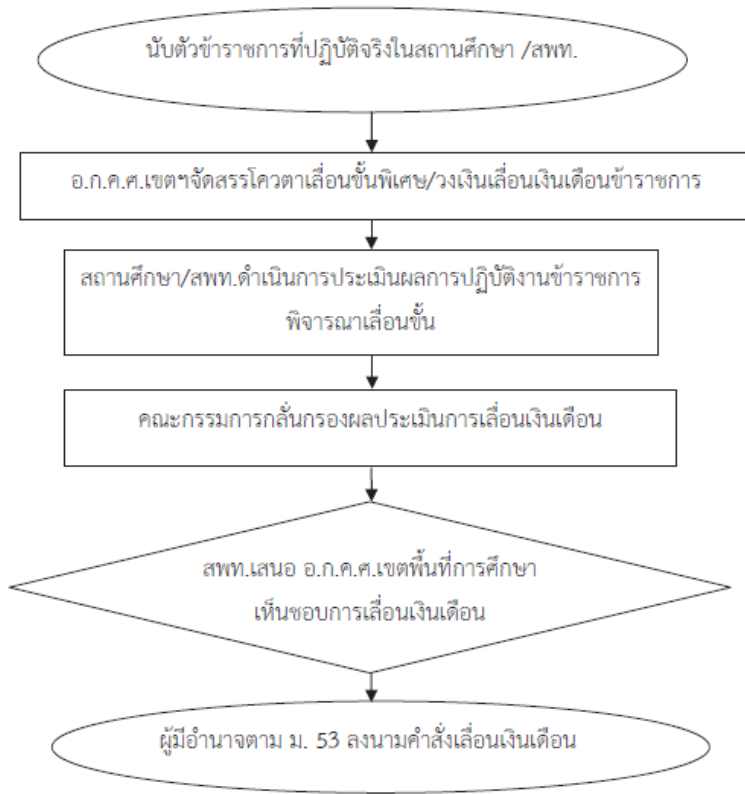 นับตัวข้าราชการที่ปฏิบัติจริงในสถานศึกษา /สพท.
อ.ก.ค.ศ.เขตฯจัดสรรโควตาเลื่อนขั้นพิเศษ/วงเงินเลื่อนเงินเดือนข้าราชการ
สถานศึกษา/สพท.ดำเนินการประเมินผลการปฏิบัติงานข้าราชการ
พิจารณาเลื่อนขั้น
คณะกรรมการกลั่นกรองผลประเมินการเลื่อนเงินเดือน
สพท.เสนอ อ.ก.ค.ศ.เขตพื้นที่การศึกษา
เห็นชอบการเลื่อนเงินเดือน
ผู้มีอำนาจตาม ม. 53 ลงนามคำสั่งเลื่อนเงินเดือน